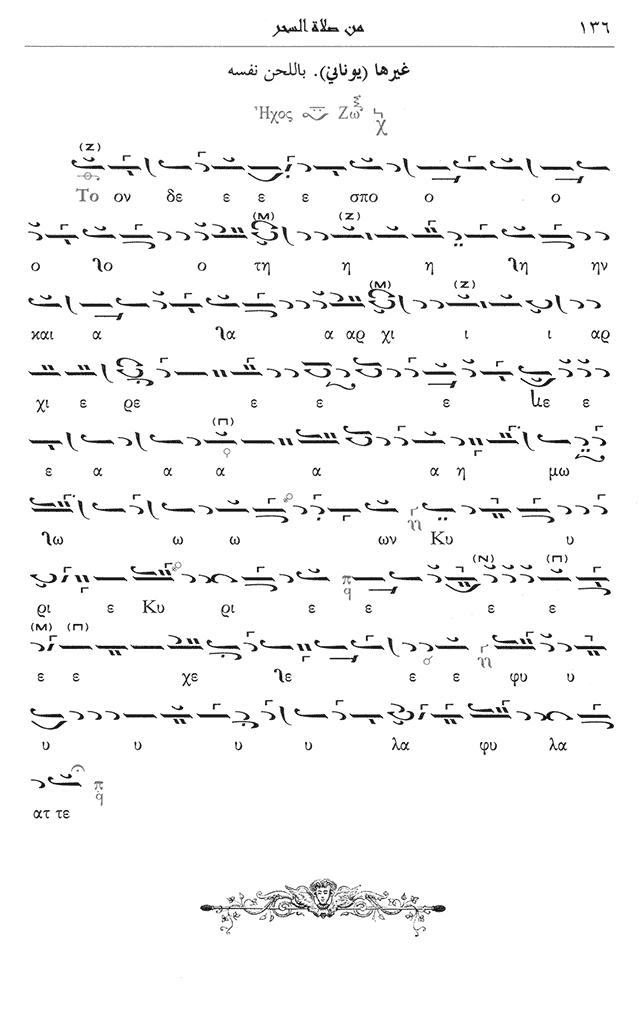 من صلاة السحر ١٣٦
غيرها (يوناني). باللحن نفسه
Ἦχος Ζω
(Ζ)
Το ον δε ε ε ε σπο ο ο
(Μ) (Ζ)
ο λο ο τη η η λη ην
(Μ) (Ζ)
και α λα α αρ χι ι ι αρ
χι ε ρε ε ε ε λε ε ε
(Π)
ε α α α α α η μω
λω ω ω ων Κυ υ
(Ν) (Π)
ρι ε Κυ ρι ε ε ε ε
(Μ) (Π)
ε ε χε λε ε ε φυ υ
υ υ υ υ λα φυ λα
ατ τε